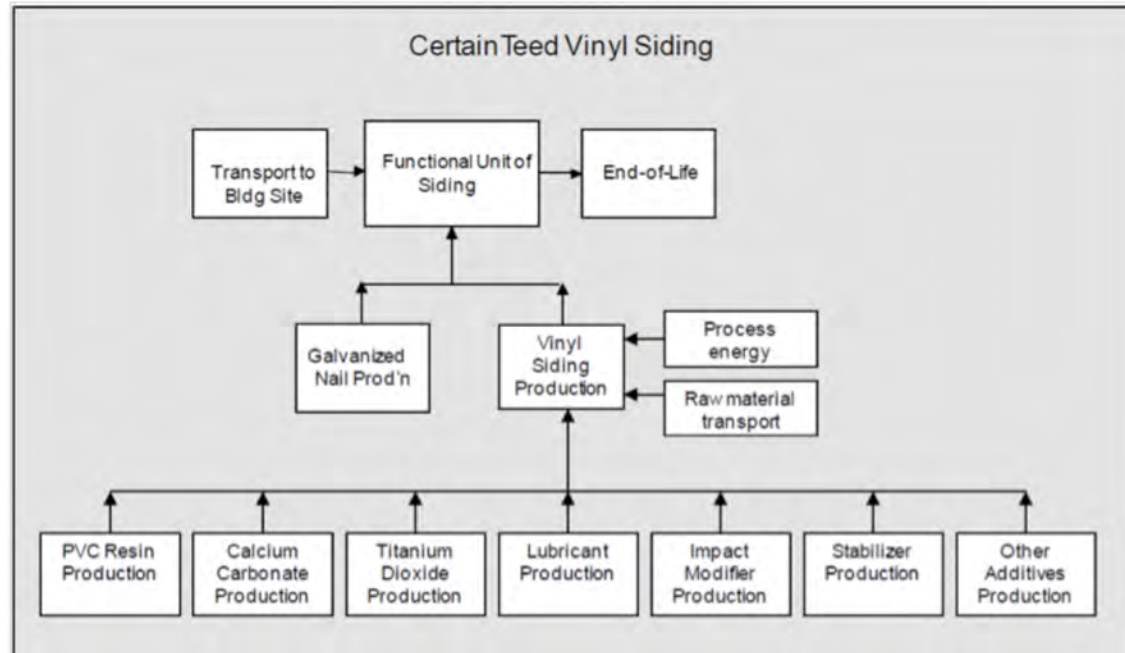 CertainTeed Vinyl Siding
Transport to
Bldg Site
Functional Unit of
Siding
End-of-Life
Galvanized
Nail Prod'n
Vinyl
Siding
Production
Process
energy
Raw material
transport
PVC Resin
Production
Calcium
Carbonate
Production
Titanium
Dioxide
Production
Lubricant
Production
Impact
Modifier
Production
Stabilizer
Production
Other
Additives
Production